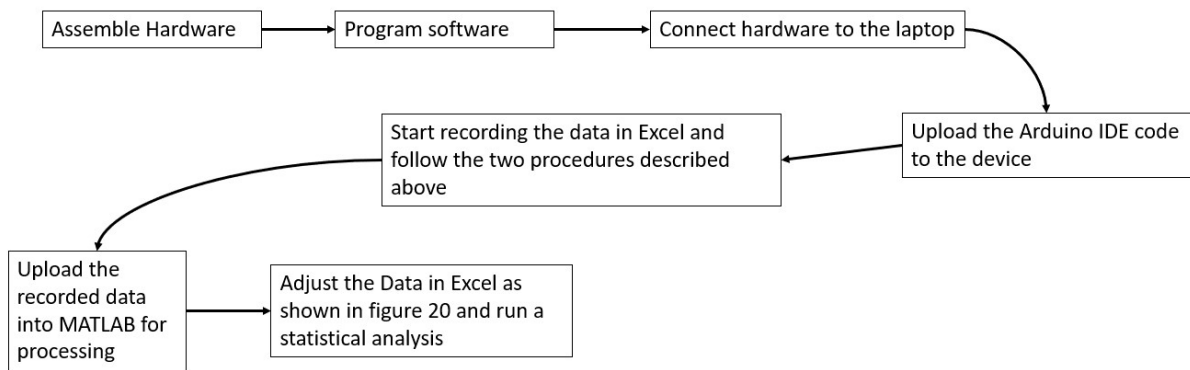 Assemble Hardware
Program software
Connect hardware to the laptop
Upload the Arduino IDE code
to the device
Start recording the data in Excel and
follow the two procedures described
above
Upload the
recorded data
into MATLAB for
processing
Adjust the Data in Excel as
shown in figure 20 and run a
statistical analysis